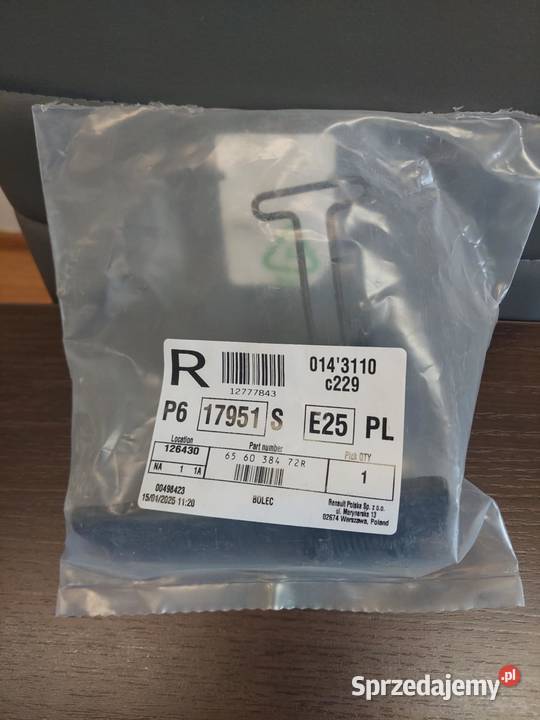 R
12777843
014'3110
c229
P6 17951 S E25 PL
Location
126430
NA 1 1A
Part number
65 60 384 72R
Pick QTY
1
00498423
15/01/2025 11:20
BOLEC
Renault Polska Sp. z o.o.
ul. Marynarska 13
02674 Warszawa, Poland
Sprzedajemy.pl